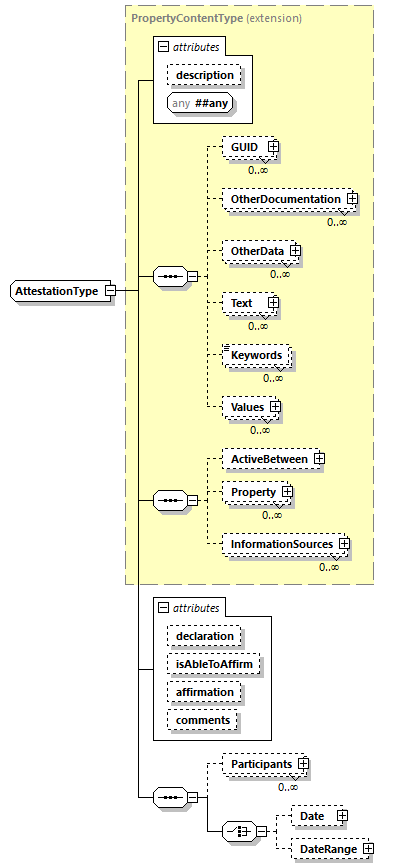 PropertyContentType (extension)
attributes
description
any ##any
GUID
0..∞
OtherDocumentation
0..∞
OtherData
0..∞
AttestationType
Text
0..∞
Keywords
0..∞
Values
0..∞
ActiveBetween
Property
0..∞
InformationSources
0..∞
attributes
declaration
isAbleToAffirm
affirmation
comments
Participants
0..∞
Date
DateRange